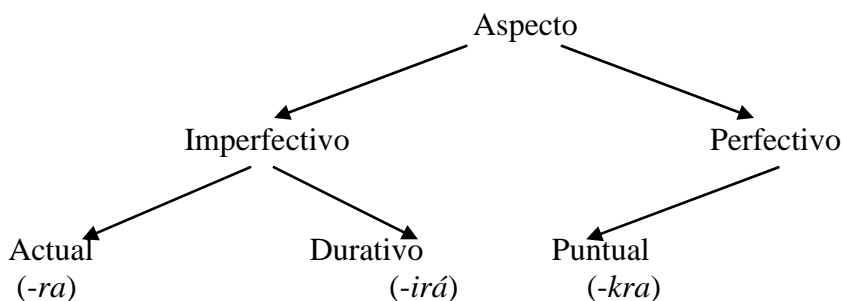 Aspecto
Imperfectivo Perfectivo
Actual Durativo Puntual
(-ra) (-irá) (-kra)